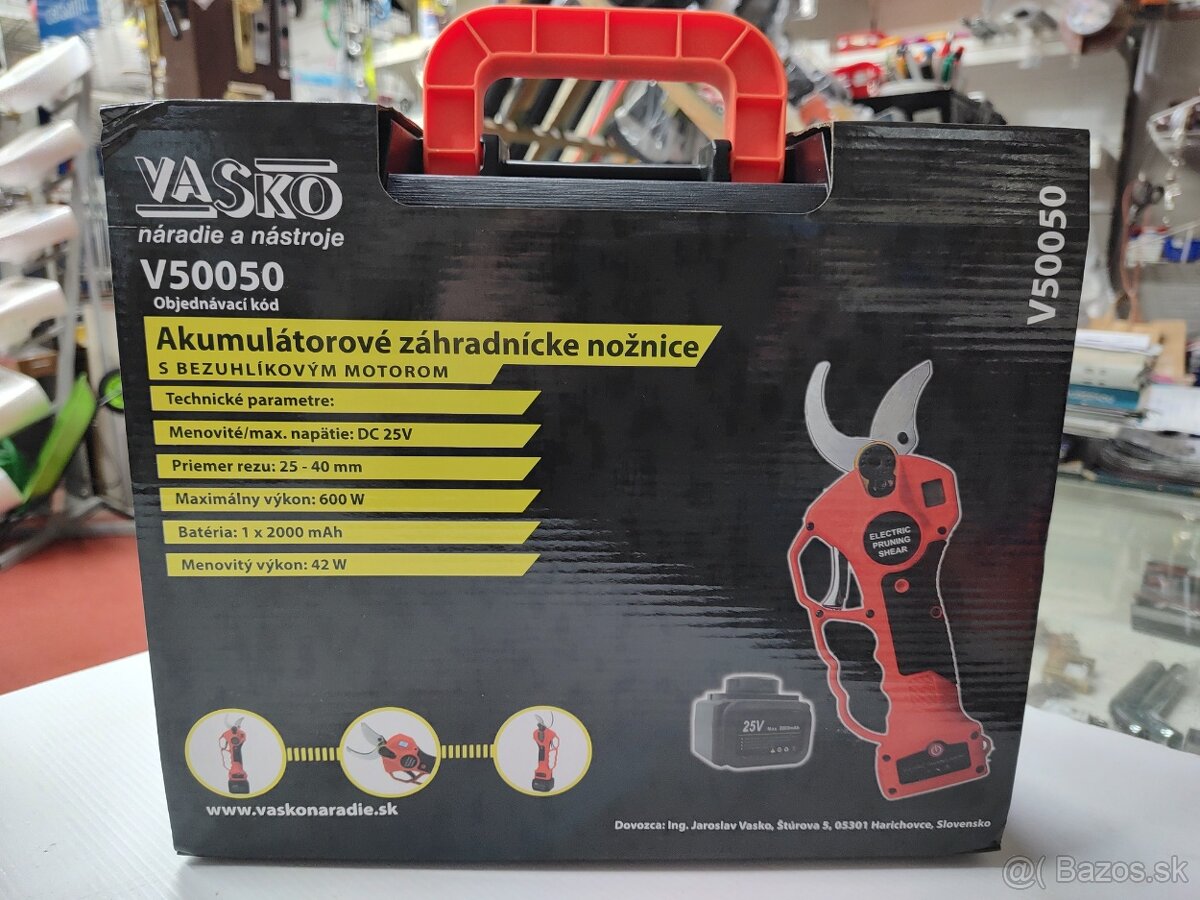 VASKO
náradie a nástroje
V50050
Objednávací kód
V50050
Akumulátorové záhradnícke nožnice
S BEZUHLÍKOVÝM MOTOROM
Technické parametre:
Menovité/max. napätie: DC 25V
Priemer rezu: 25 - 40 mm
Maximálny výkon: 600 W
Batéria: 1 x 2000 mAh
Menovitý výkon: 42 W
ELECTRIC
PRUNING
SHEAR
25V
www.vaskonaradie.sk
Dovozca: Ing. Jaroslav Vasko, Štúrova 5, 05301 Harichovce, Slovensko
@( Bazos.sk